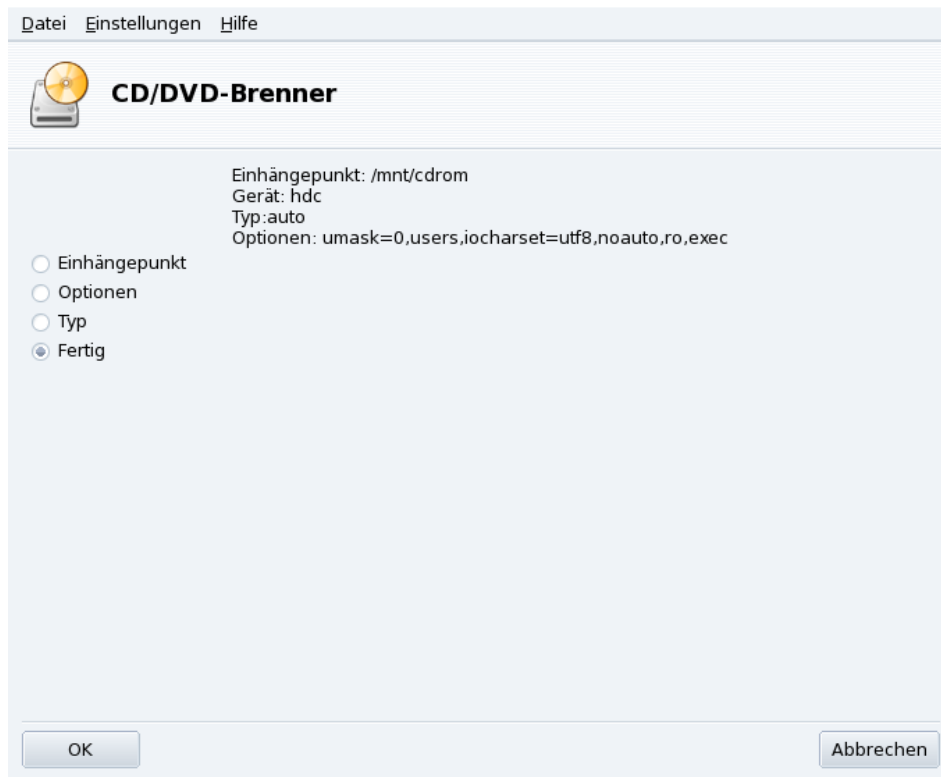 Datei Einstellungen Hilfe
CD/DVD-Brenner
Einhängepunkt: /mnt/cdrom
Gerät: hdc
Typ:auto
Optionen: umask=0,users,iocharset=utf8,noauto,ro,exec
Einhängepunkt
Optionen
Typ
Fertig
OK Abbrechen